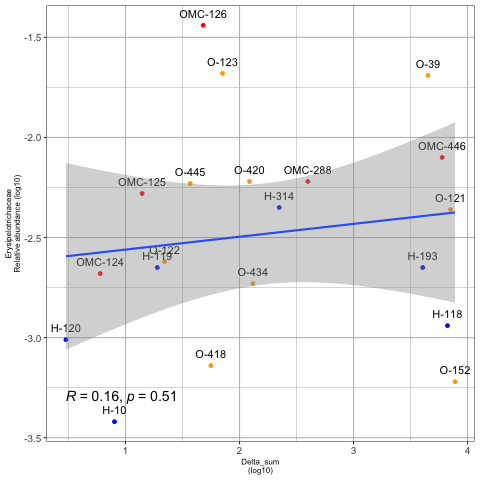 OMC-126
O-123
O-39
OMC-446
O-445
O-420
OMC-288
OMC-125
H-314
O-121
O-122
H-119
OMC-124
H-193
O-434
H-120
H-118
O-418
O-152
R = 0.16, p = 0.51
H-10
-1.5
-2.0
-2.5
-3.0
-3.5
1
2
3
4
Delta_sum
(log10)
Erysipelotrichaceae
Relative abundance (log10)